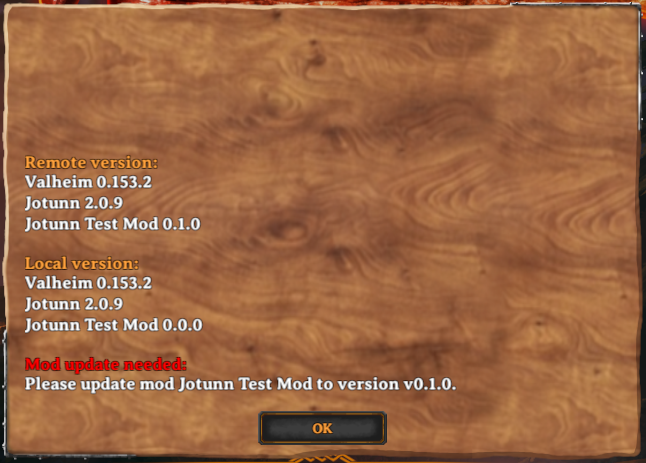 Remote version:
Valheim 0.153.2
Jotunn 2.0.9
Jotunn Test Mod 0.1.0
Local version:
Valheim 0.153.2
Jotunn 2.0.9
Jotunn Test Mod 0.0.0
Mod update needed:
Please update mod Jotunn Test Mod to version v0.1.0.
OK